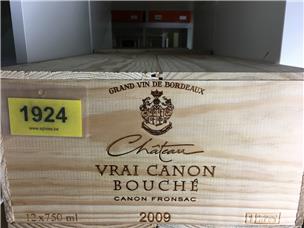 GRAND VIN DE BORDEAUX
1924
Château
VRAI CANON
BOUCHÉ
CANON FRONSAC
12 x 750 ml
2009